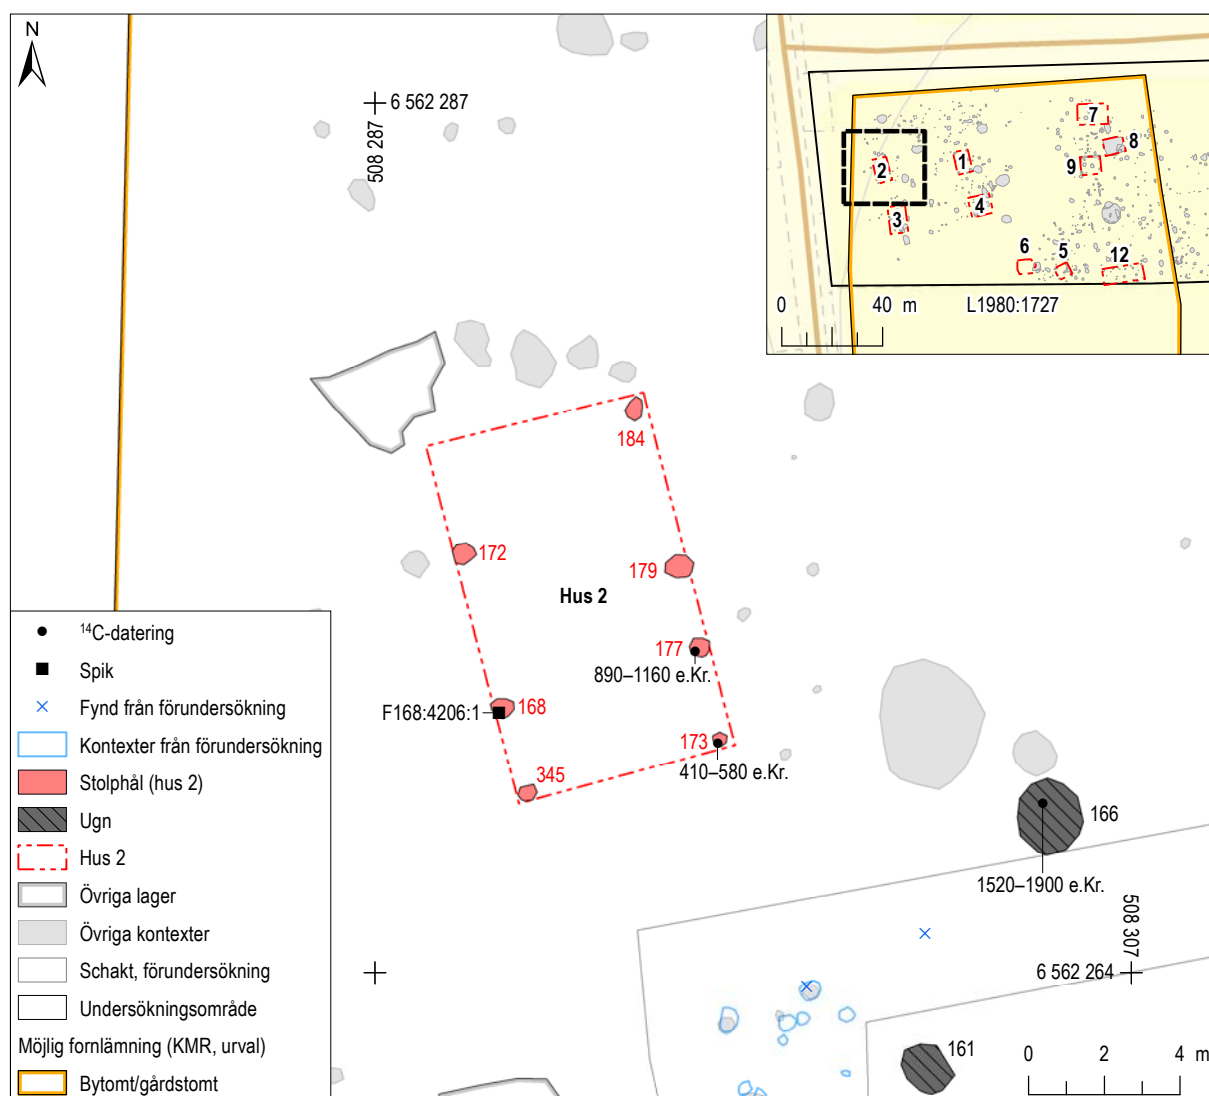 N
6 562 287
508 287
7
8
9
1
2
4
3
6
5
12
0 40 m
L1980:1727
184
172
179
Hus 2
177
890–1160 e.Kr.
F168:4206:1
168
173
410–580 e.Kr.
345
166
1520–1900 e.Kr.
508 307
6 562 264
161
0 2 4 m
¹⁴C-datering
Spik
Fynd från förundersökning
Kontexter från förundersökning
Stolphål (hus 2)
Ugn
Hus 2
Övriga lager
Övriga kontexter
Schakt, förundersökning
Undersökningsområde
Möjlig fornlämning (KMR, urval)
Bytomt/gårdstomt